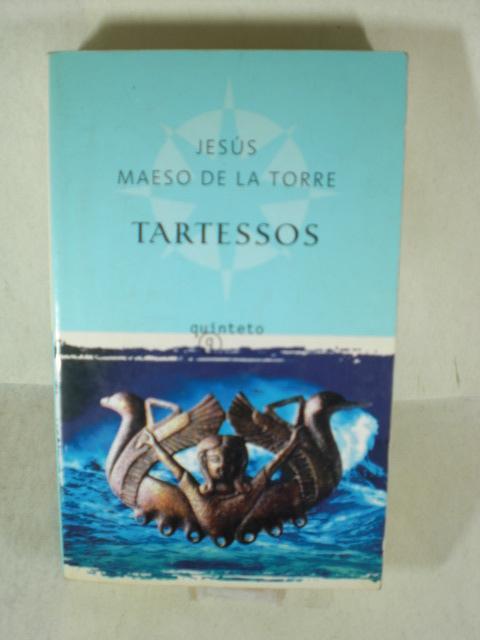 JESÚS
MAESO DE LA TORRE
TARTESSOS
quinteto
q